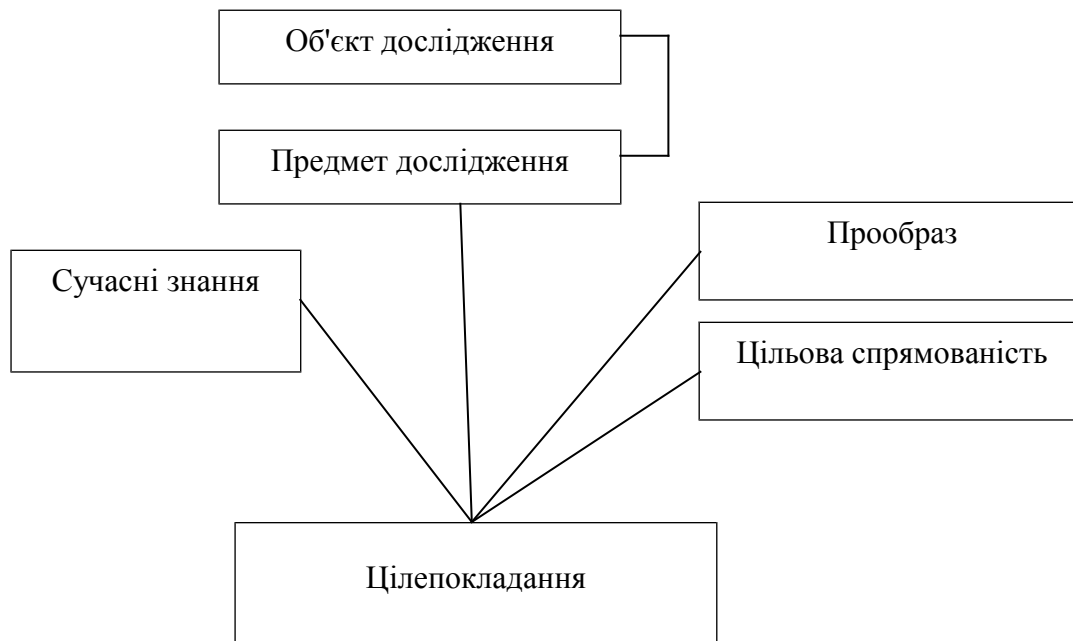 Об'єкт дослідження
Предмет дослідження
Прообраз
Сучасні знання
Цільова спрямованість
Цілепокладання